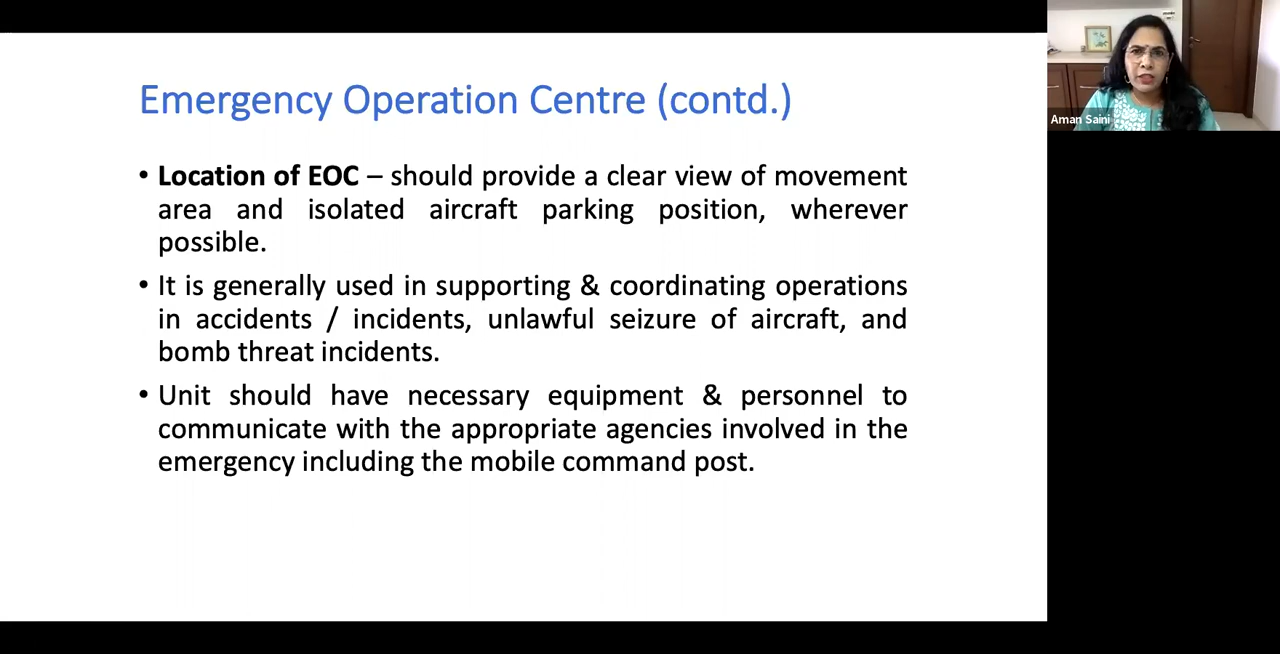 Emergency Operation Centre (contd.)
• Location of EOC – should provide a clear view of movement
area and isolated aircraft parking position, wherever
possible.
• It is generally used in supporting & coordinating operations
in accidents / incidents, unlawful seizure of aircraft, and
bomb threat incidents.
• Unit should have necessary equipment & personnel to
communicate with the appropriate agencies involved in the
emergency including the mobile command post.
Aman Saini